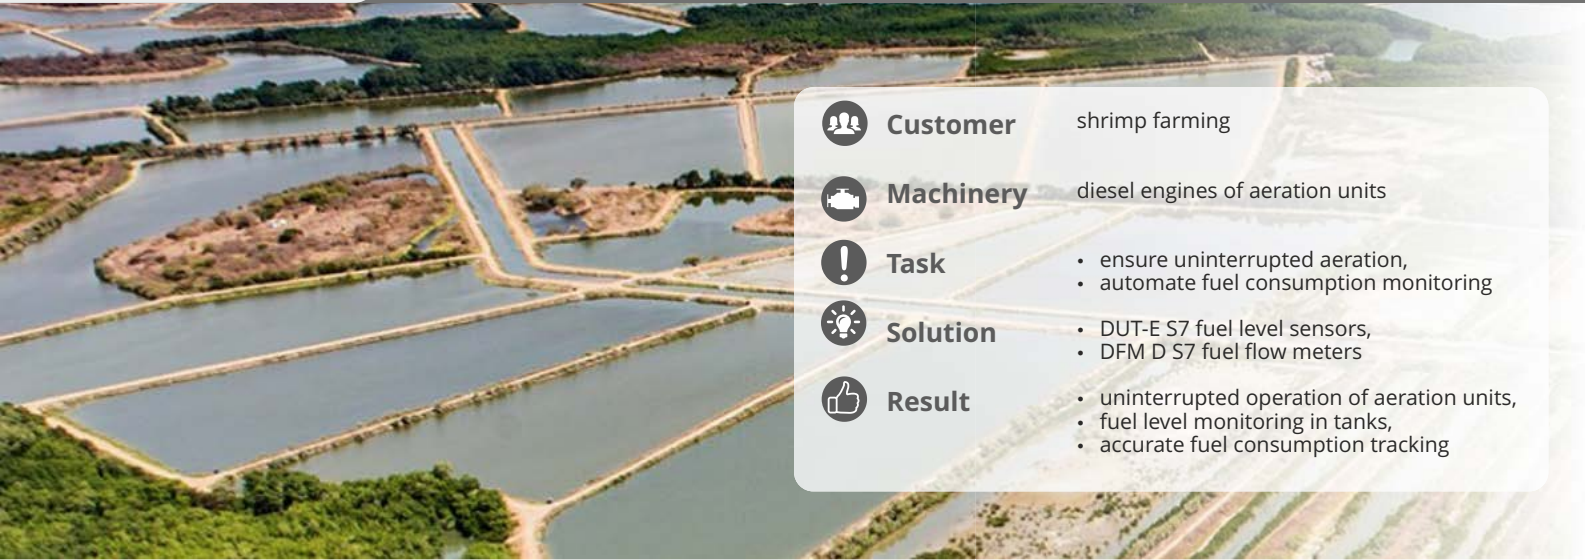 Customer
shrimp farming
Machinery
diesel engines of aeration units
Task
• ensure uninterrupted aeration,
• automate fuel consumption monitoring
Solution
• DUT-E S7 fuel level sensors,
• DFM D S7 fuel flow meters
Result
• uninterrupted operation of aeration units,
• fuel level monitoring in tanks,
• accurate fuel consumption tracking